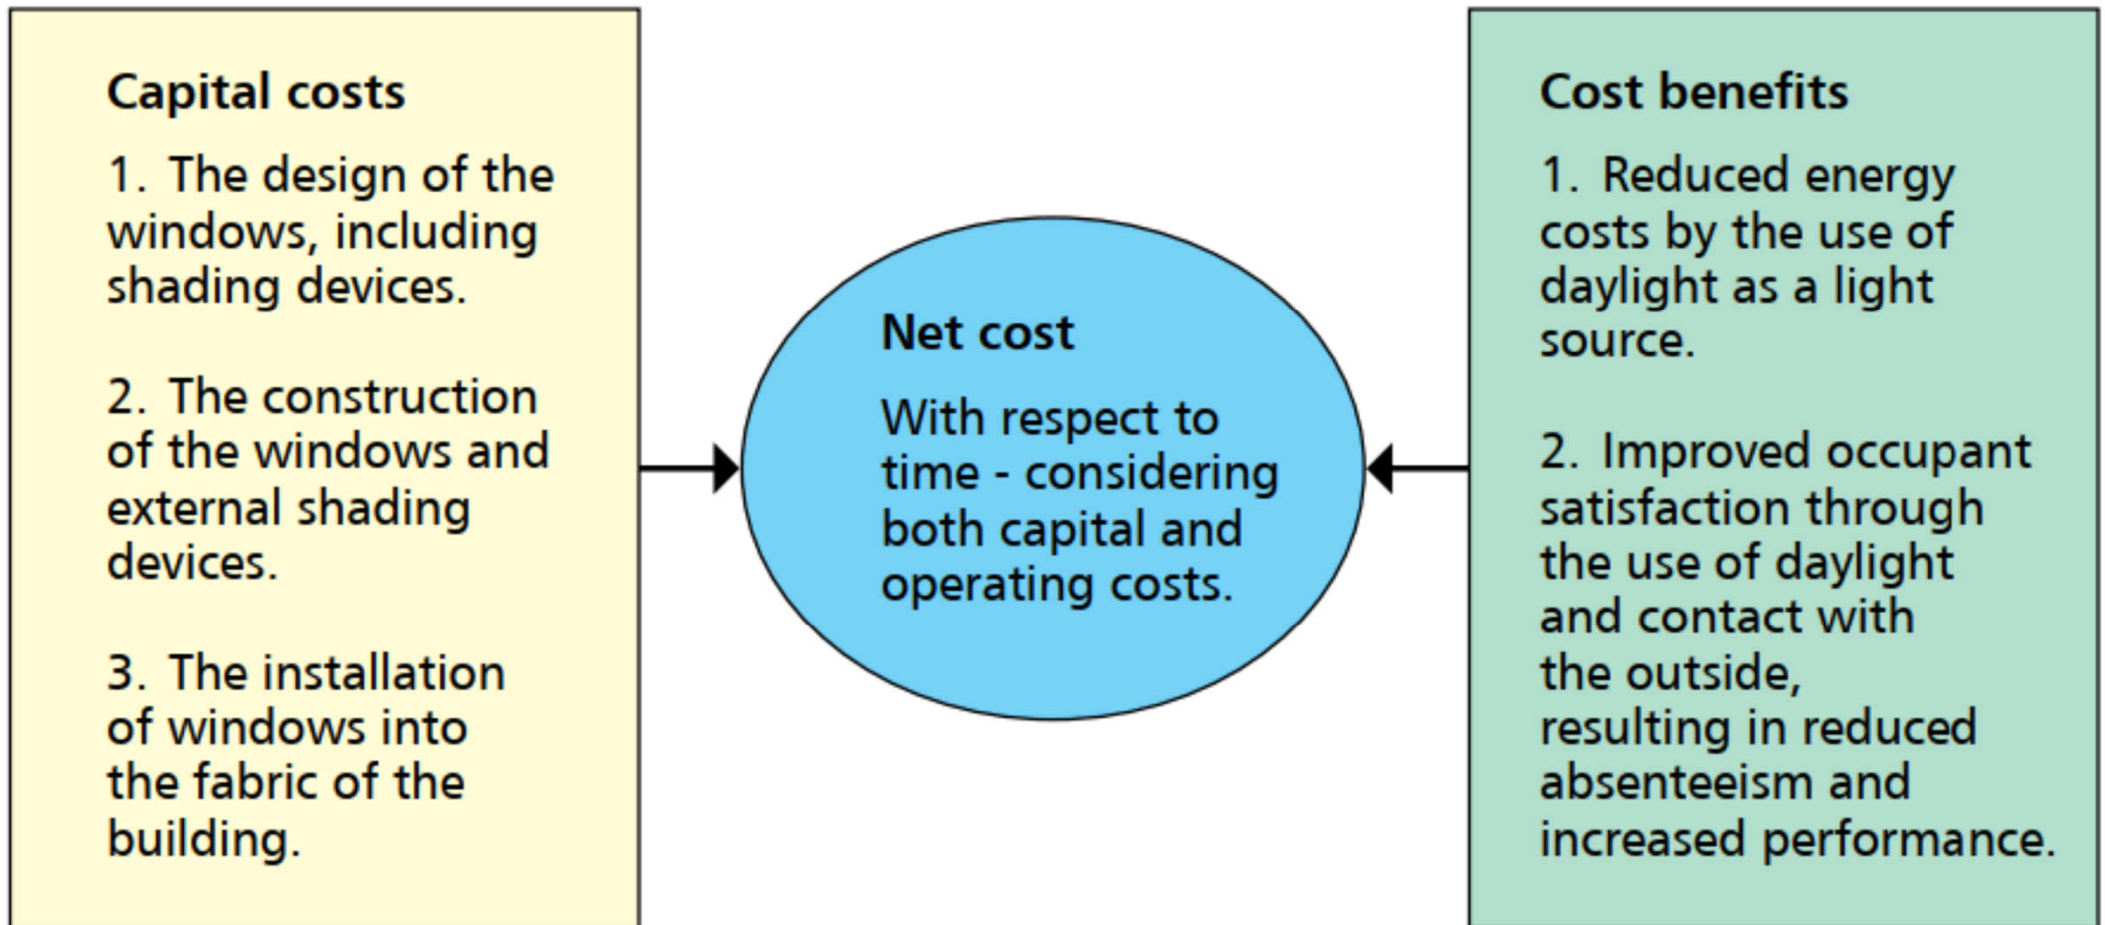 Capital costs
1. The design of the
windows, including
shading devices.
2. The construction
of the windows and
external shading
devices.
3. The installation
of windows into
the fabric of the
building.
Net cost
With respect to
time - considering
both capital and
operating costs.
Cost benefits
1. Reduced energy
costs by the use of
daylight as a light
source.
2. Improved occupant
satisfaction through
the use of daylight
and contact with
the outside,
resulting in reduced
absenteeism and
increased performance.